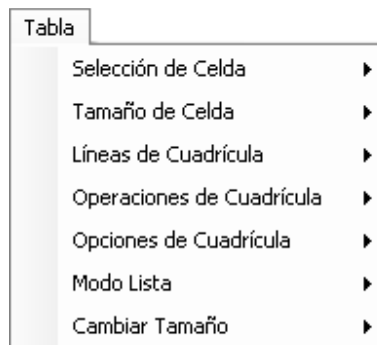 Tabla
Selección de Celda
Tamaño de Celda
Líneas de Cuadrícula
Operaciones de Cuadrícula
Opciones de Cuadrícula
Modo Lista
Cambiar Tamaño